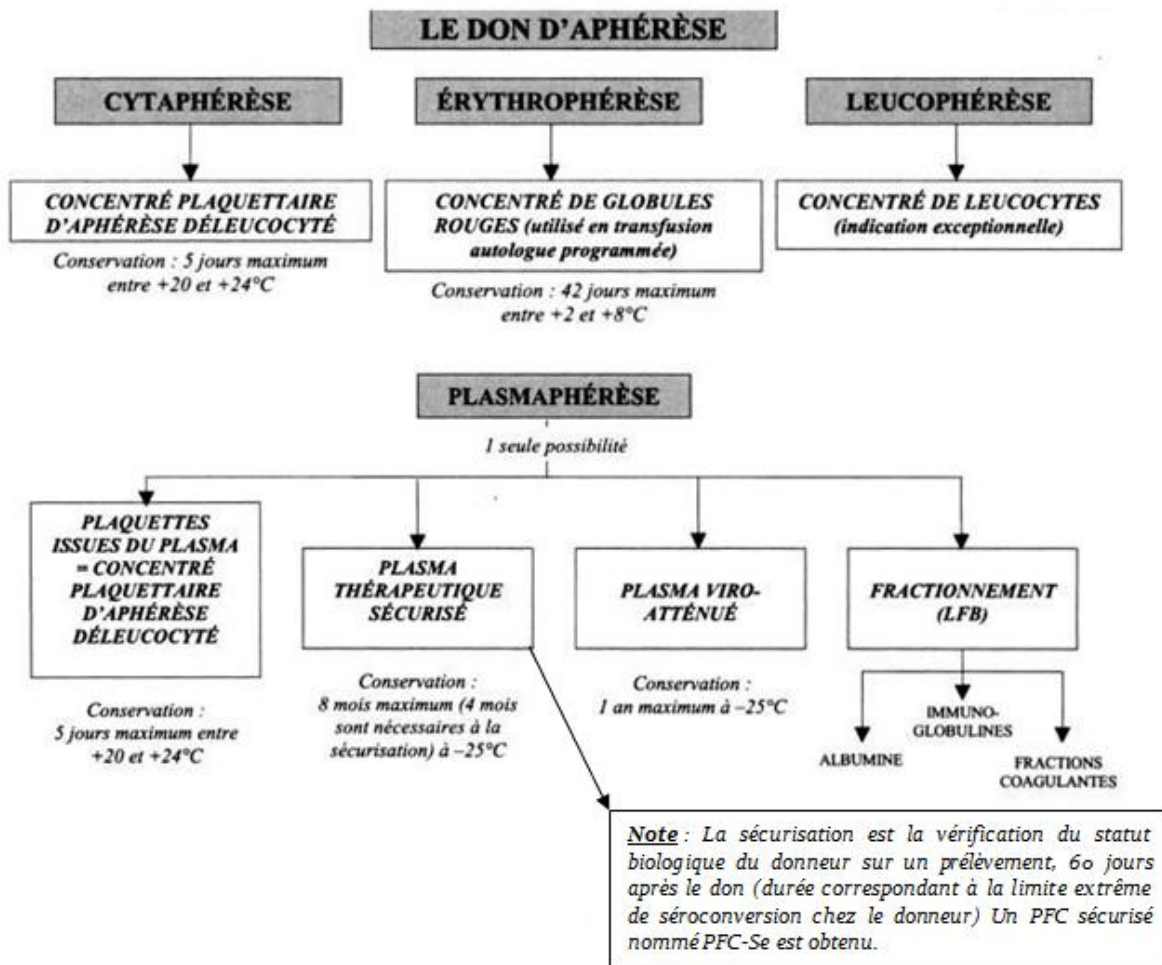 LE DON D'APHÉRÈSE
CYTAPHÉRÈSE
CONCENTRÉ PLAQUETTAIRE
D'APHÉRÈSE DÉLEUCOCYTÉ
Conservation : 5 jours maximum
entre +20 et +24°C
ÉRYTHROPHÉRÈSE
CONCENTRÉ DE GLOBULES
ROUGES (utilisé en transfusion
autologue programmée)
Conservation : 42 jours maximum
entre +2 et +8°C
LEUCOPHÉRÈSE
CONCENTRÉ DE LEUCOCYTES
(indication exceptionnelle)
PLASMAPHÉRÈSE
1 seule possibilité
PLAQUETTES
ISSUES DU PLASMA
= CONCENTRÉ
PLAQUETTAIRE
D'APHÉRÈSE
DÉLEUCOCYTÉ
Conservation :
5 jours maximum entre
+20 et +24°C
PLASMA
THÉRAPEUTIQUE
SÉCURISÉ
Conservation :
8 mois maximum (4 mois
sont nécessaires à la
sécurisation) à –25°C
PLASMA VIRO-
ATTÉNUÉ
Conservation :
1 an maximum à –25°C
FRACTIONNEMENT
(LFB)
ALBUMINE
IMMUNO-
GLOBULINES
FRACTIONS
COAGULANTES
Note : La sécurisation est la vérification du statut
biologique du donneur sur un prélèvement, 60 jours
après le don (durée correspondant à la limite extrême
de séroconversion chez le donneur) Un PFC sécurisé
nommé PFC-Se est obtenu.